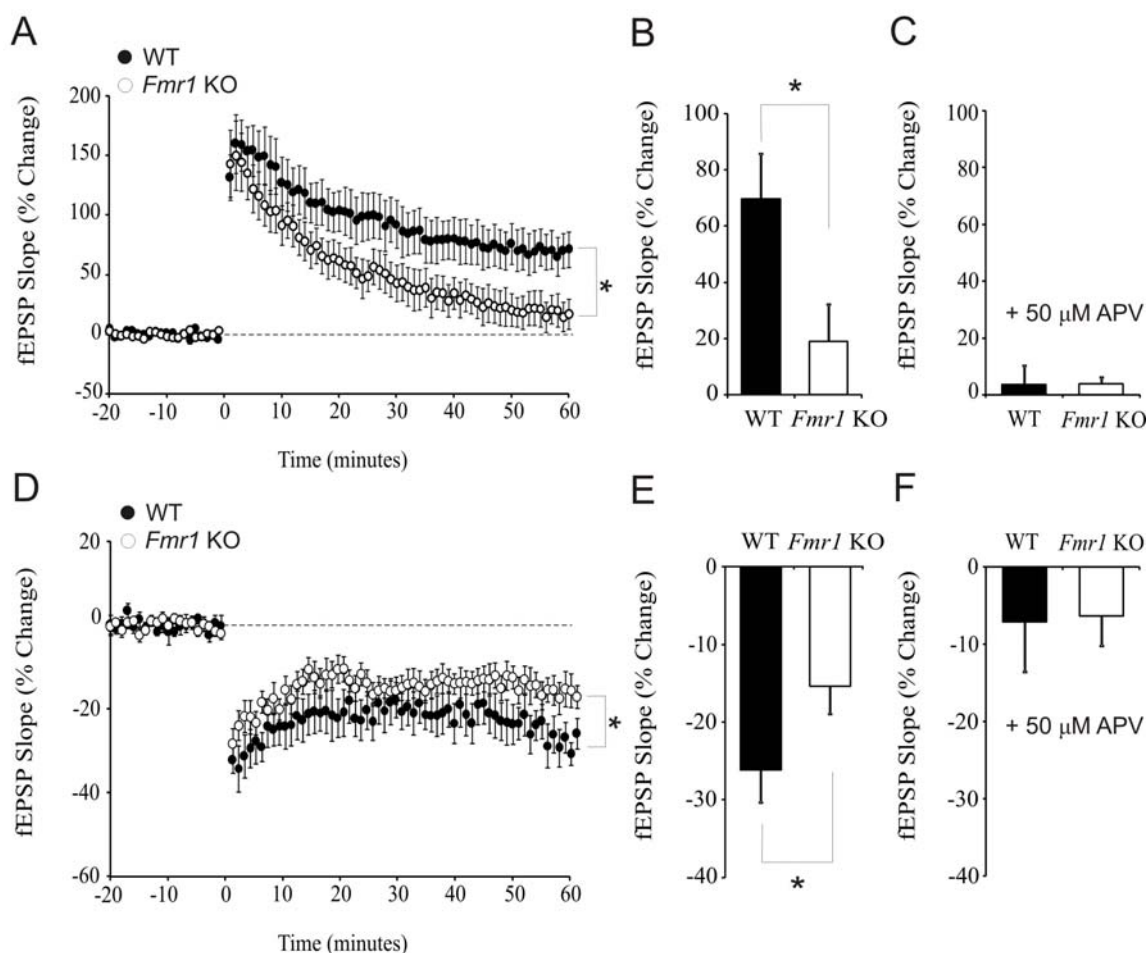 A
WT
Fmr1 KO
fEPSP Slope (% Change)
200
150
100
50
0
-50
-20
-10
0
10
20
30
40
50
60
*
Time (minutes)
B
*
fEPSP Slope (% Change)
100
80
60
40
20
0
WT
Fmr1 KO
C
fEPSP Slope (% Change)
100
80
60
40
20
0
+ 50 μM APV
WT
Fmr1 KO
D
WT
Fmr1 KO
fEPSP Slope (% Change)
20
0
-20
-40
-60
-20
-10
0
10
20
30
40
50
60
*
Time (minutes)
E
WT
Fmr1 KO
fEPSP Slope (% Change)
-0
-10
-20
-30
-40
*
F
WT
Fmr1 KO
fEPSP Slope (% Change)
-0
-10
-20
-30
-40
+ 50 μM APV